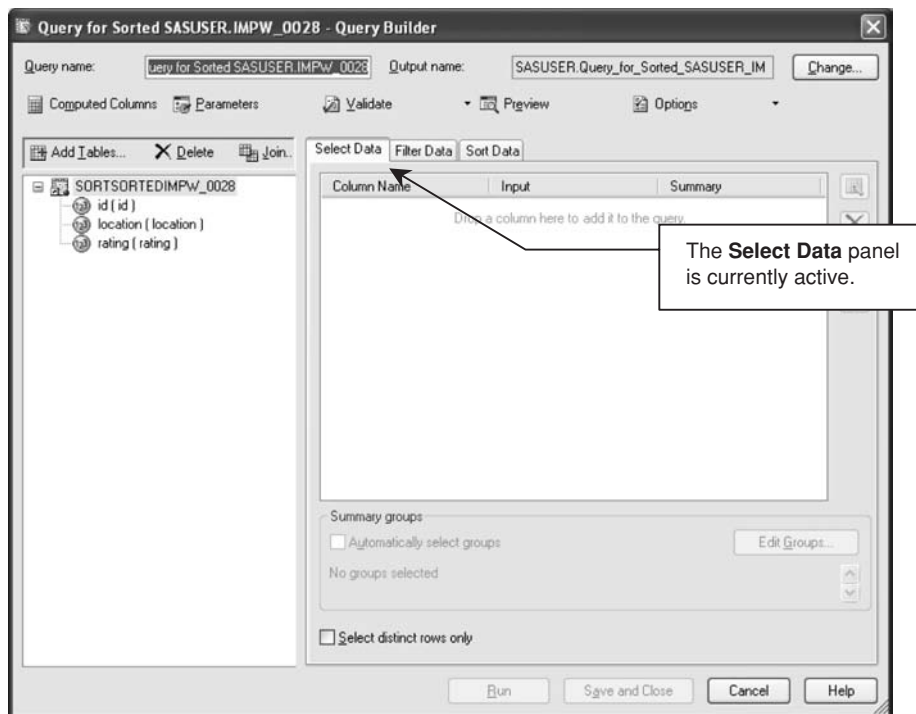 Query for Sorted SASUSER.IMPW_0028 - Query Builder
Query name: uery for Sorted SASUSER.IMPW_0028 Output name: SASUSER.Query_for_Sorted_SASUSER_IM Change...
Computed Columns Parameters Validate Preview Options
Add Tables... Delete Join..
Select Data Filter Data Sort Data
SORTSORTEDIMPW_0028
id ( id )
location ( location )
rating ( rating )
Column Name Input Summary
Drop a column here to add it to the query.
The Select Data panel
is currently active.
Summary groups
Automatically select groups
Edit Groups...
No groups selected
Select distinct rows only
Run Save and Close Cancel Help